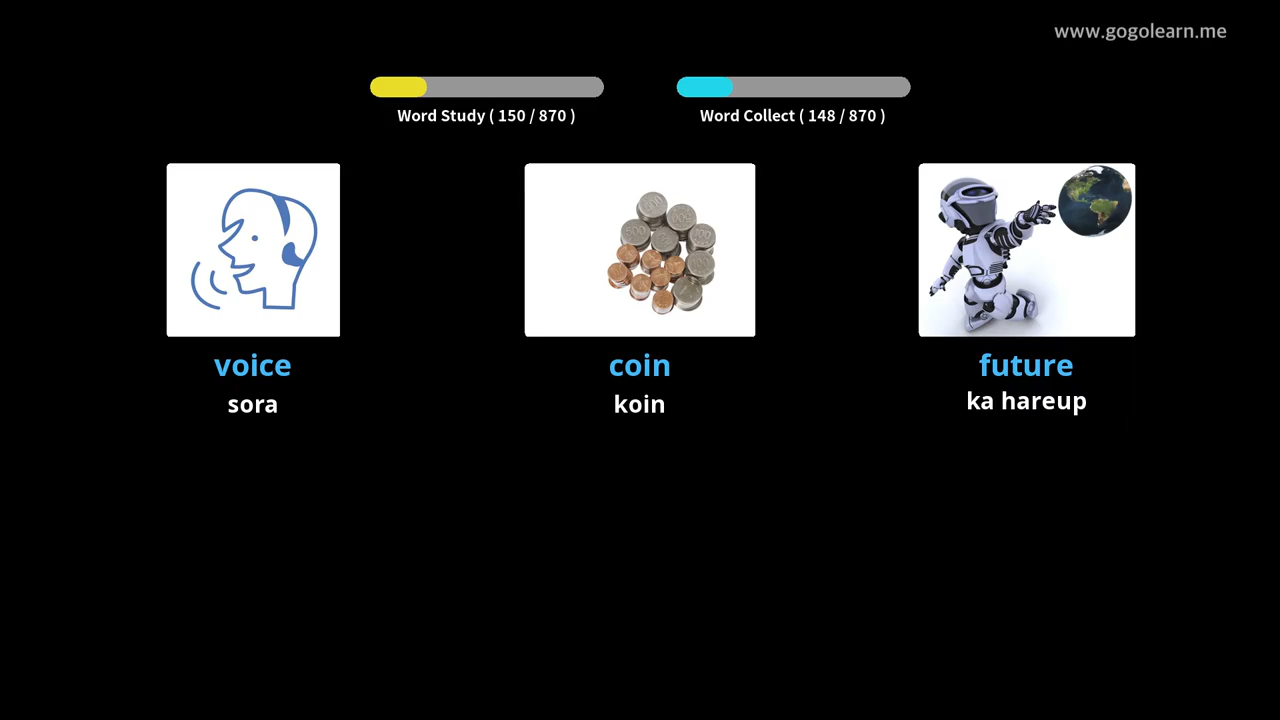 www.gogolearn.me
Word Study ( 150 / 870 )
Word Collect ( 148 / 870 )
voice
coin
future
sora
koin
ka hareup